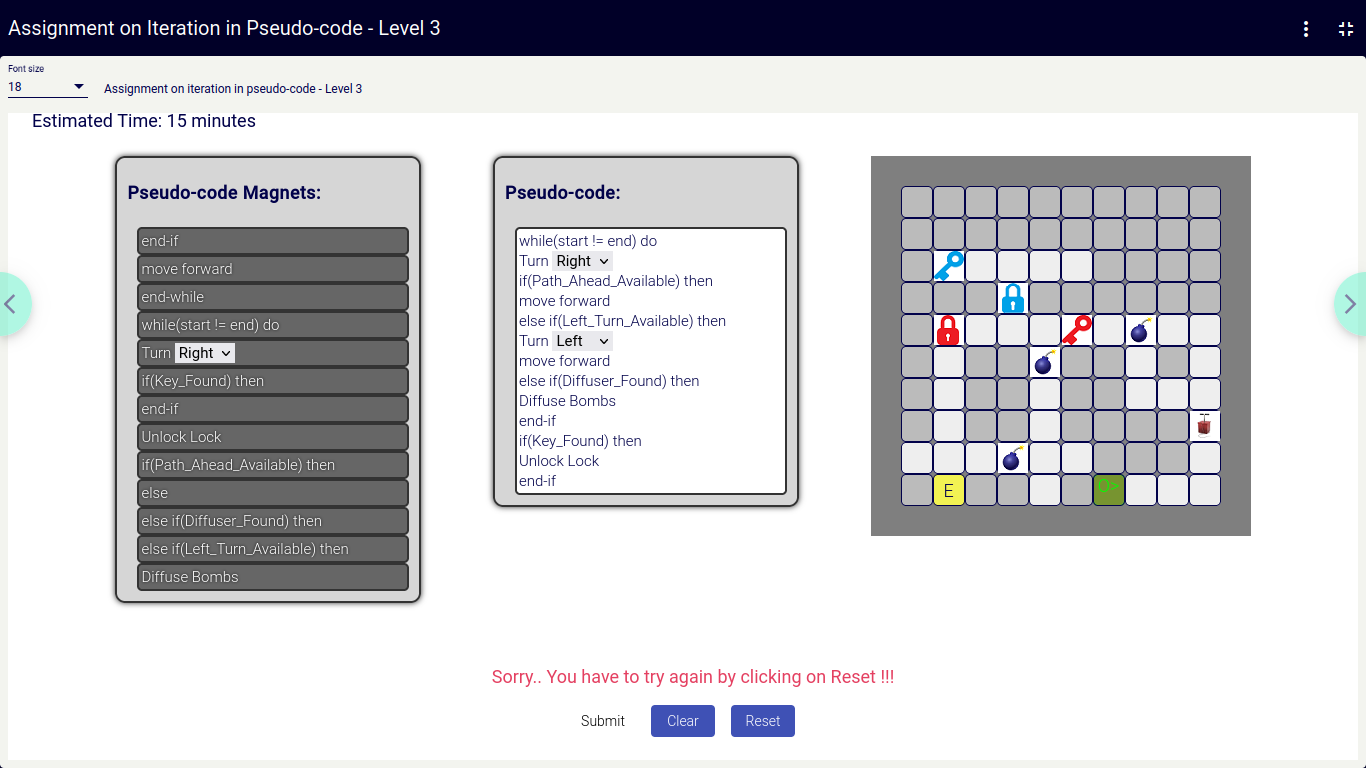 Assignment on Iteration in Pseudo-code - Level 3
Font size
18
Assignment on iteration in pseudo-code - Level 3
Estimated Time: 15 minutes
Pseudo-code Magnets:
end-if
move forward
end-while
while(start != end) do
Turn Right
if(Key_Found) then
end-if
Unlock Lock
if(Path_Ahead_Available) then
else
else if(Diffuser_Found) then
else if(Left_Turn_Available) then
Diffuse Bombs
Pseudo-code:
while(start != end) do
Turn Right
if(Path_Ahead_Available) then
move forward
else if(Left_Turn_Available) then
Turn Left
move forward
else if(Diffuser_Found) then
Diffuse Bombs
end-if
if(Key_Found) then
Unlock Lock
end-if
E
O>
Sorry.. You have to try again by clicking on Reset !!!
Submit
Clear
Reset